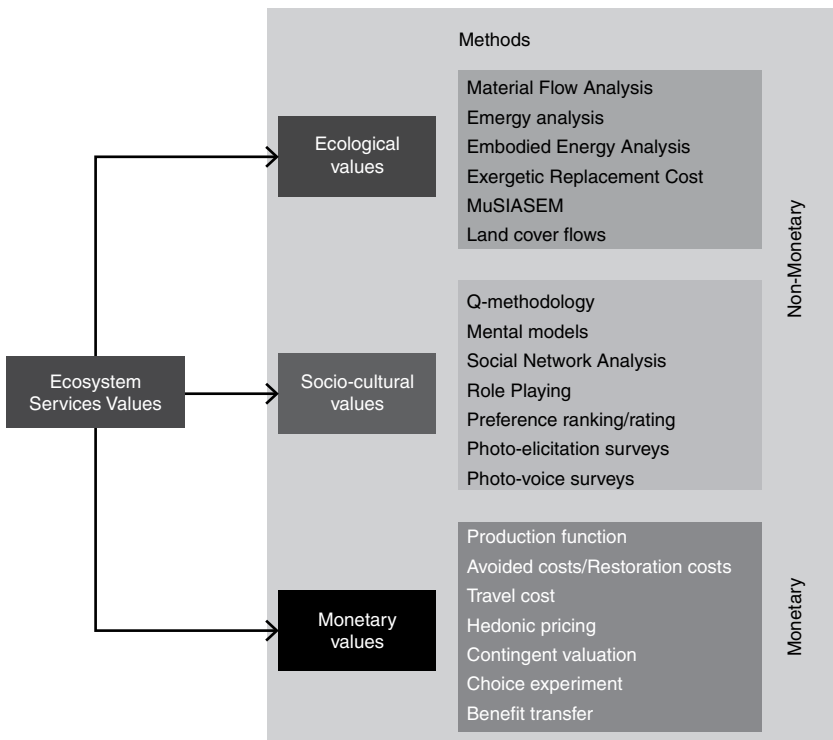 Methods
Ecosystem
Services Values
Ecological
values
Material Flow Analysis
Emergy analysis
Embodied Energy Analysis
Exergetic Replacement Cost
MuSIASEM
Land cover flows
Socio-cultural
values
Q-methodology
Mental models
Social Network Analysis
Role Playing
Preference ranking/rating
Photo-elicitation surveys
Photo-voice surveys
Non-Monetary
Monetary
values
Production function
Avoided costs/Restoration costs
Travel cost
Hedonic pricing
Contingent valuation
Choice experiment
Benefit transfer
Monetary